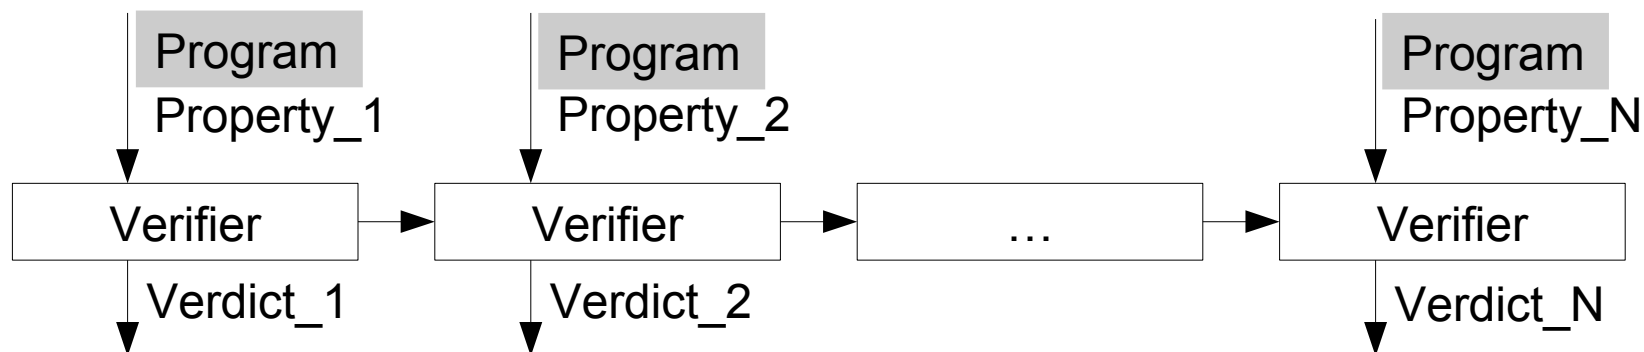 Program
Property_1
Program
Property_2
Program
Property_N
Verifier
Verifier
…
Verifier
Verdict_1
Verdict_2
Verdict_N